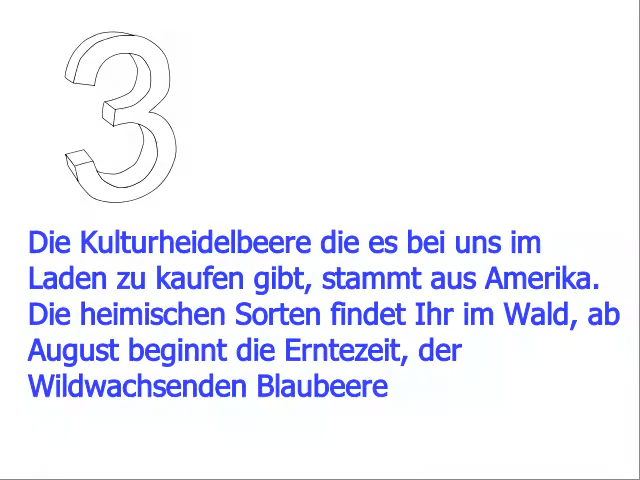 3
Die Kulturheidelbeere die es bei uns im
Laden zu kaufen gibt, stammt aus Amerika.
Die heimischen Sorten findet Ihr im Wald, ab
August beginnt die Erntezeit, der
Wildwachsenden Blaubeere